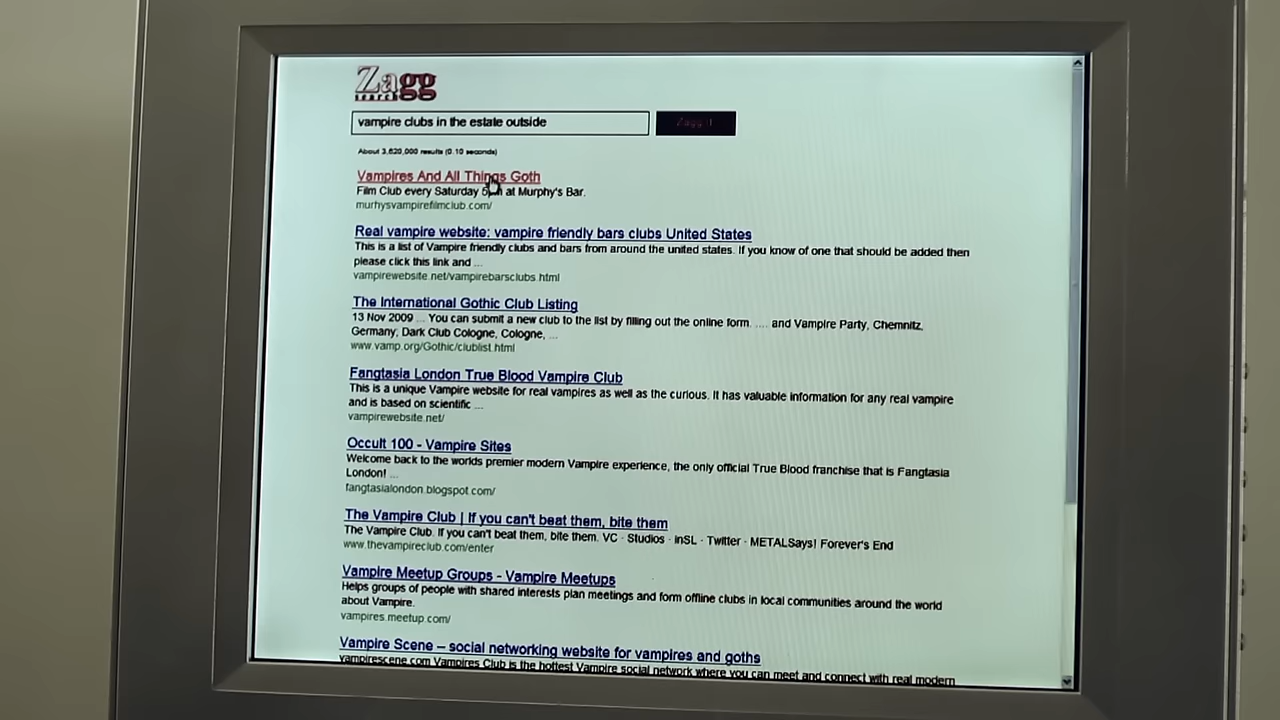 Zagg
search
vampire clubs in the estate outside
Zagg it
About 3,620,000 results (0.10 seconds)
Vampires And All Things Goth
Film Club every Saturday at Murphy's Bar.
murhysvampirefilmclub.com/
Real vampire website: vampire friendly bars clubs United States
This is a list of Vampire friendly clubs and bars from around the united states. If you know of one that should be added then
please click this link and ...
vampirewebsite.net/vampirebarsclubs.html
The International Gothic Club Listing
13 Nov 2009 ... You can submit a new club to the list by filling out the online form. .... and Vampire Party, Chemnitz,
Germany; Dark Club Cologne, Cologne, ...
www.vamp.org/Gothic/clublist.html
Fangtasia London True Blood Vampire Club
This is a unique Vampire website for real vampires as well as the curious. It has valuable information for any real vampire
and is based on scientific ...
vampirewebsite.net/
Occult 100 - Vampire Sites
Welcome back to the worlds premier modern Vampire experience, the only official True Blood franchise that is Fangtasia
London! ...
fangtasialondon.blogspot.com/
The Vampire Club | If you can't beat them, bite them
The Vampire Club. If you can't beat them, bite them. VC · Studios · inSL · Twitter · METALSays! Forever's End
www.thevampireclub.com/enter
Vampire Meetup Groups - Vampire Meetups
Helps groups of people with shared interests plan meetings and form offline clubs in local communities around the world
about Vampire.
vampires.meetup.com/
Vampire Scene – social networking website for vampires and goths
vampirescene.com Vampires Club is the hottest Vampire social network where you can meet and connect with real modern